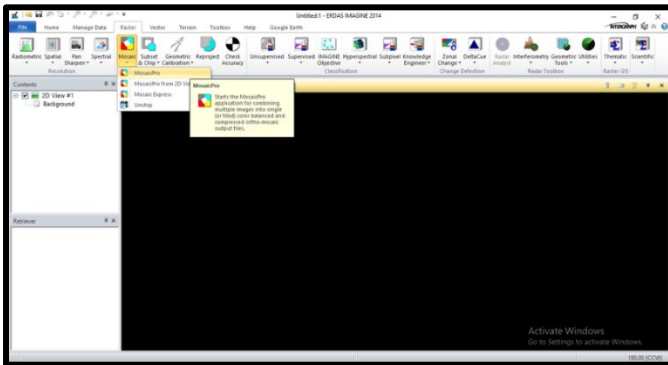 Untitled:1 - ERDAS IMAGINE 2014
File Home Manage Data Raster Vector Terrain Toolbox Help Google Earth
INTERGRAPH
Radiometric Spatial Pan Sharpen Spectral Mosaic Subset & Chip Geometric Calibration Reproject Check Accuracy Unsupervised Supervised IMAGINE Objective Hyperspectral Subpixel Knowledge Engineer Zonal Change DeltaCue Radar Analyst Interferometry Geometric Tools Utilities Thematic Scientific
Resolution Classification Change Detection Radar Toolbox Raster GIS
Contents
2D View #1
Background
MosaicPro
MosaicPro from 2D View
Mosaic Express
Unchip
MosaicPro
Starts the MosaicPro
application for combining
multiple images into single
(or tiled) color balanced and
compressed ortho-mosaic
output files.
Retriever
Activate Windows
Go to Settings to activate Windows.